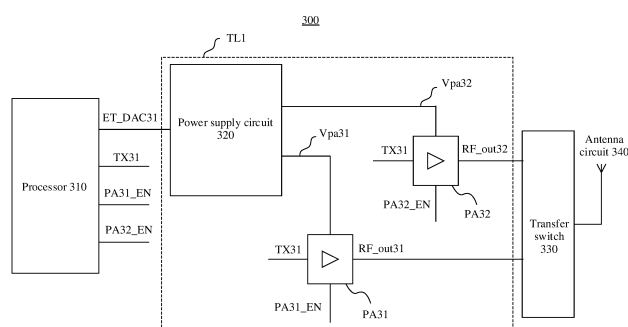 300
TL1
ET_DAC31
TX31
PA31_EN
PA32_EN
Processor 310
Power supply circuit
320
Vpa32
Vpa31
TX31
RF_out32
PA32_EN
PA32
TX31
RF_out31
PA31_EN
PA31
Transfer
switch
330
Antenna
circuit 340